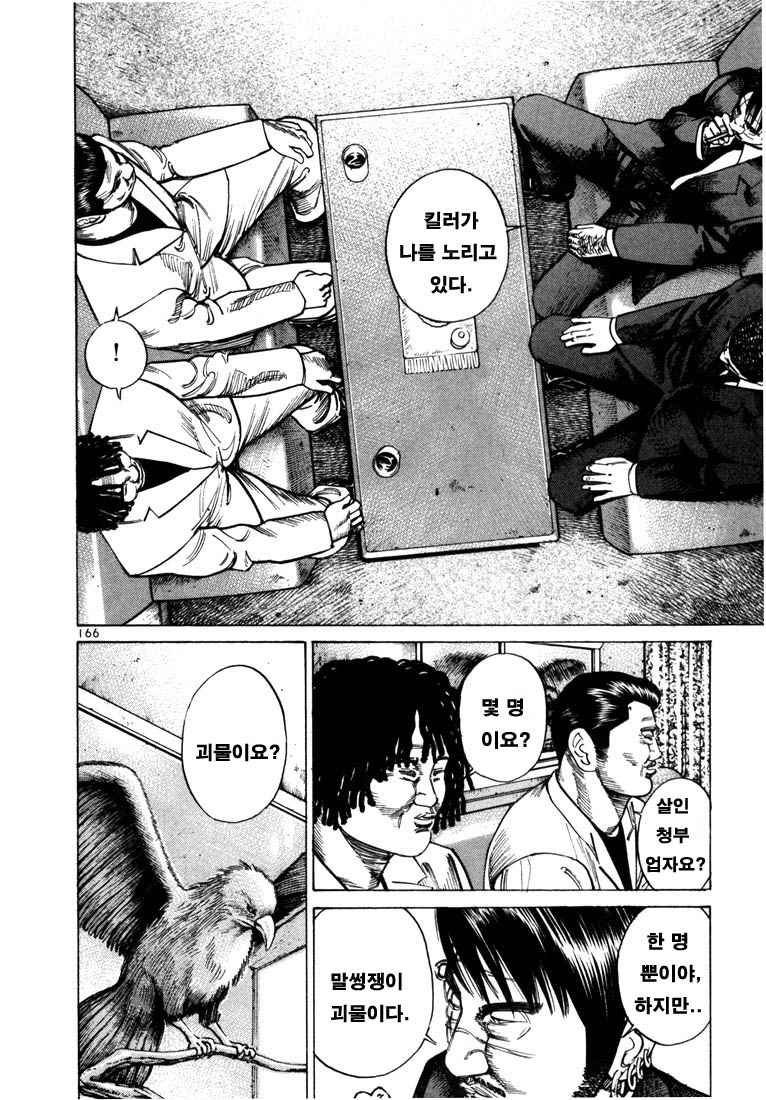 킬러가
나를 노리고
있다.
!
166
살인
청부
업자요?
몇 명
이요?
한 명
뿐이야,
하지만..
말썽쟁이
괴물이다.
괴물이요?